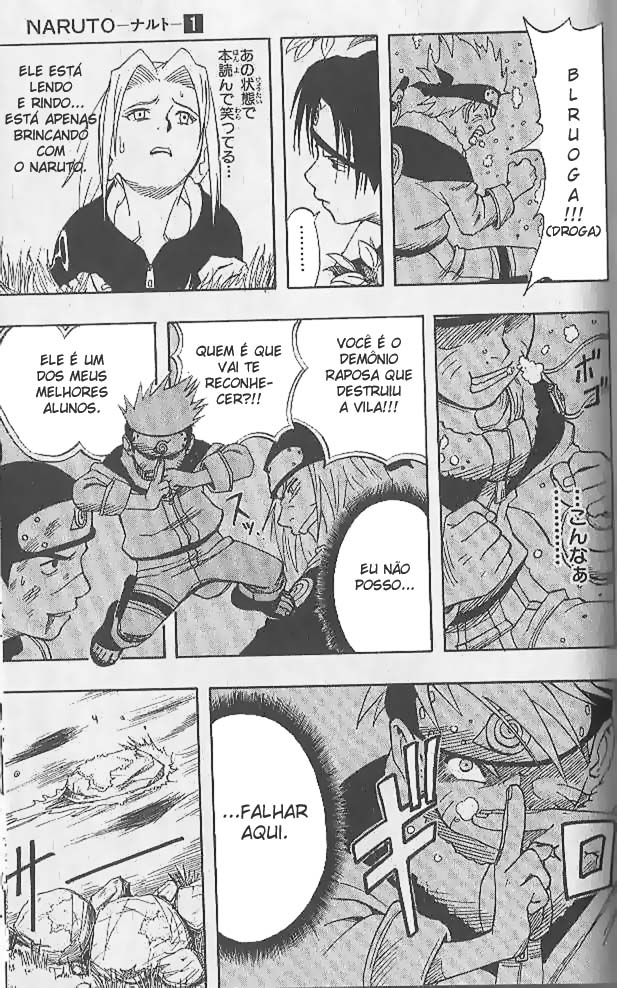 NARUTO—ナルト—1
B
L
R
U
O
G
A
!!!
(DROGA)
………
あの状態で
本読んで笑ってる…
ELE ESTÁ
LENDO
E RINDO...
ESTÁ APENAS
BRINCANDO
COM
O NARUTO.
ボゴ
……こんなあ………
VOCÊ É O
DEMÔNIO
RAPOSA QUE
DESTRUIU
A VILA!!!
QUEM É QUE
VAI TE
RECONHE-
CER?!!
ELE É UM
DOS MEUS
MELHORES
ALUNOS.
EU NÃO
POSSO...
ギロ
...FALHAR
AQUI.